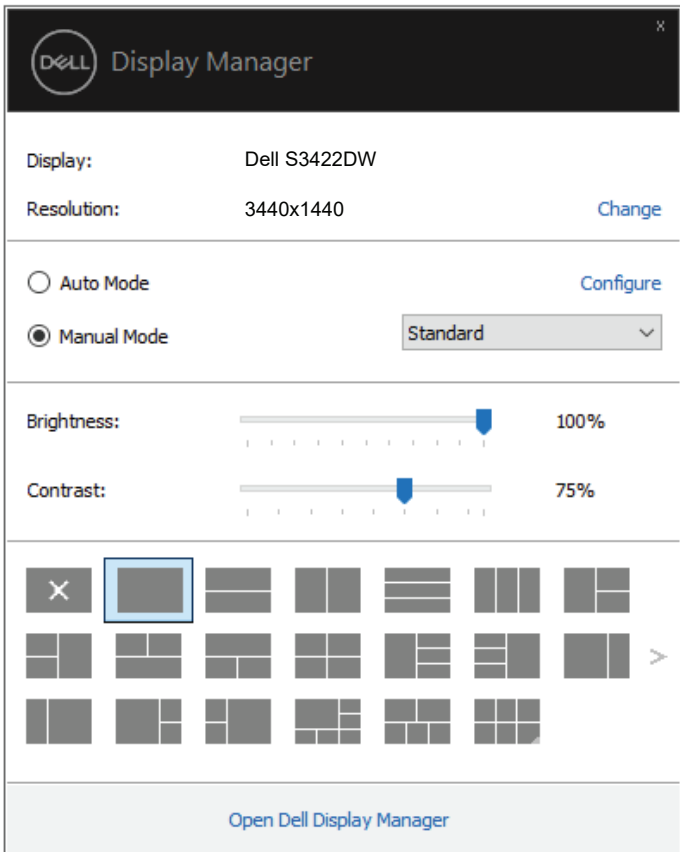 x
DELL Display Manager
Display: Dell S3422DW
Resolution: 3440x1440 Change
Auto Mode Configure
Manual Mode Standard
Brightness: 100%
Contrast: 75%
Open Dell Display Manager